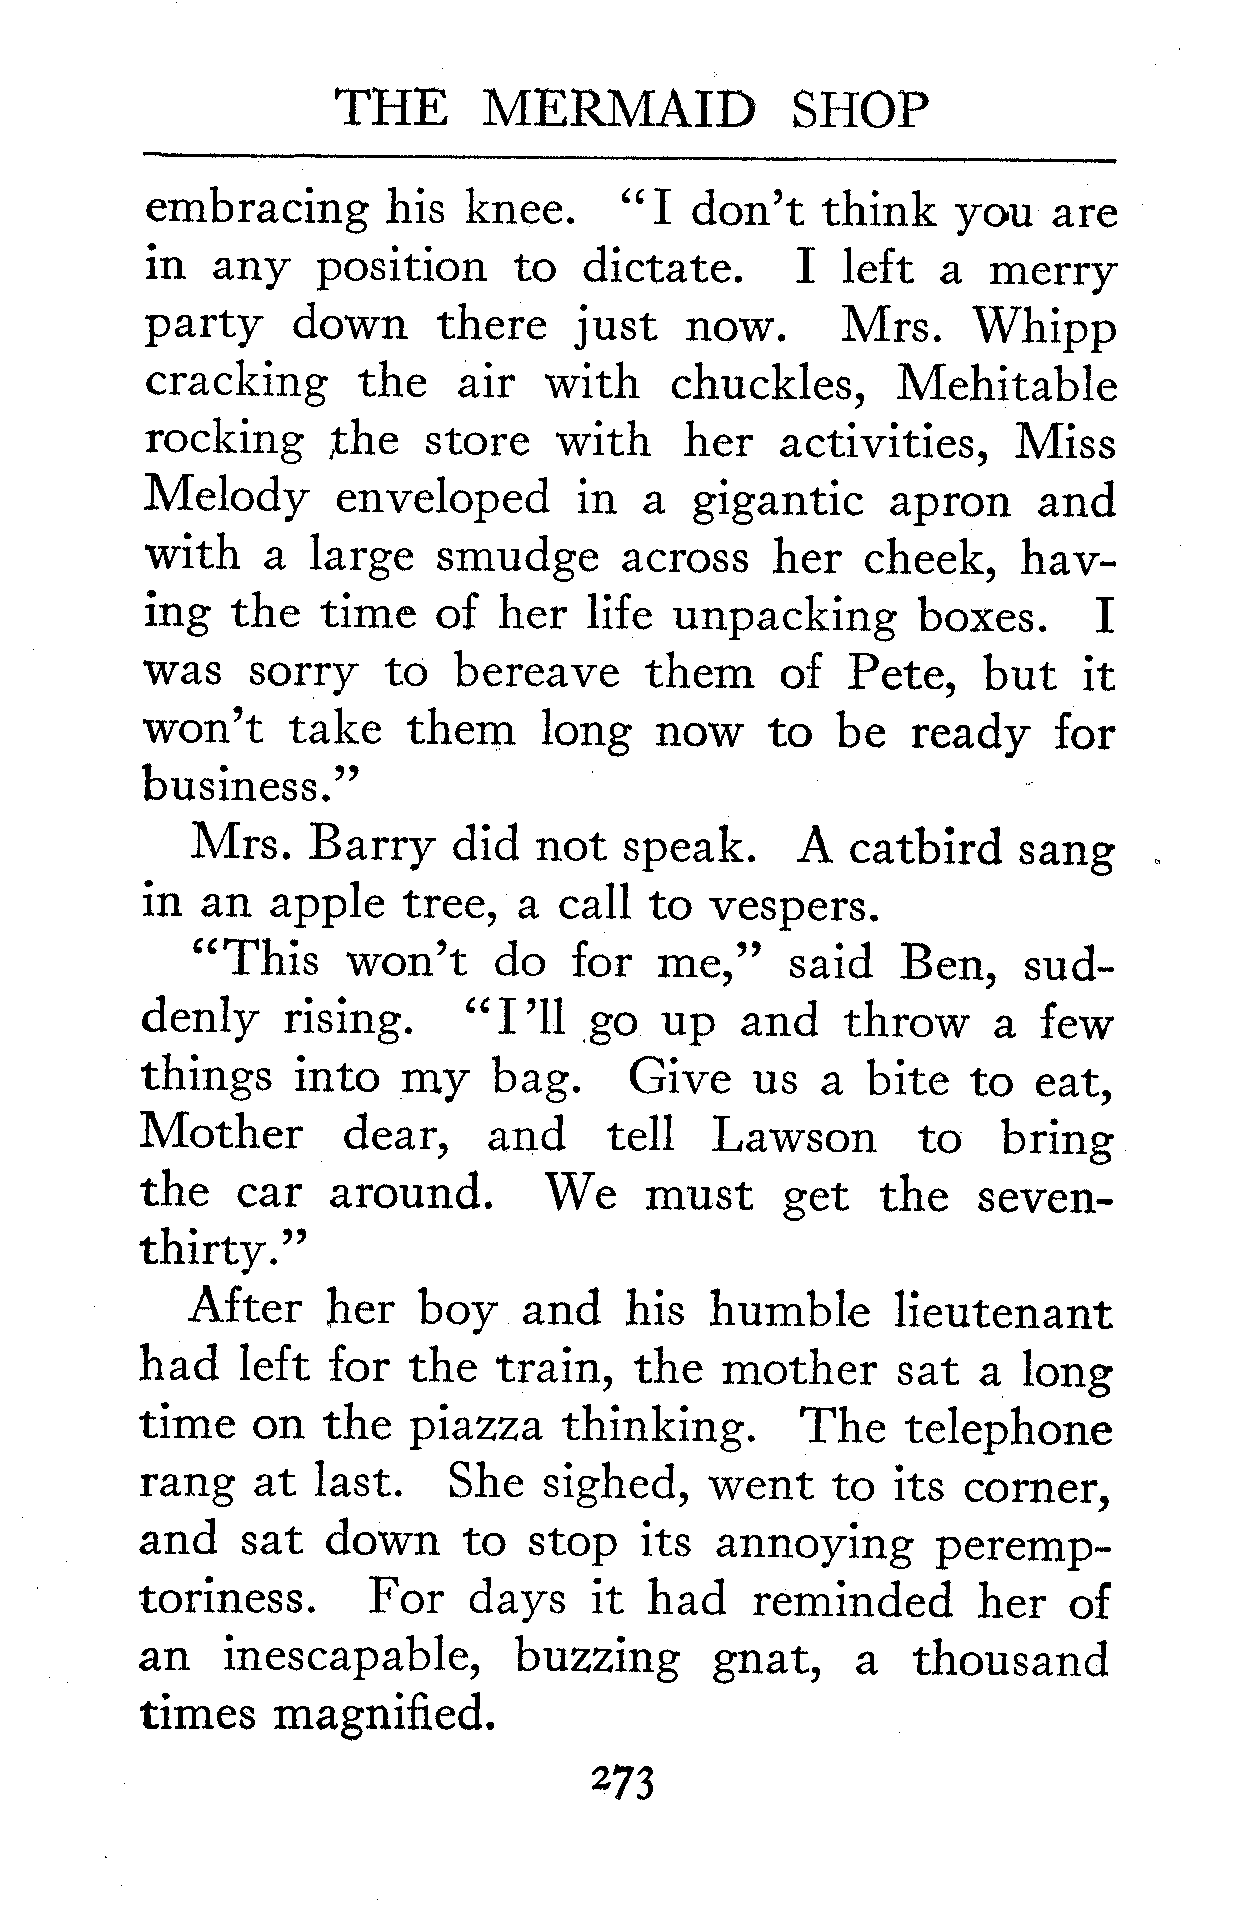 THE MERMAID SHOP
embracing his knee. "I don't think you are
in any position to dictate. I left a merry
party down there just now. Mrs. Whipp
cracking the air with chuckles, Mehitable
rocking the store with her activities, Miss
Melody enveloped in a gigantic apron and
with a large smudge across her cheek, hav-
ing the time of her life unpacking boxes. I
was sorry to bereave them of Pete, but it
won't take them long now to be ready for
business."
Mrs. Barry did not speak. A catbird sang
in an apple tree, a call to vespers.
"This won't do for me," said Ben, sud-
denly rising. "I'll go up and throw a few
things into my bag. Give us a bite to eat,
Mother dear, and tell Lawson to bring
the car around. We must get the seven-
thirty."
After her boy and his humble lieutenant
had left for the train, the mother sat a long
time on the piazza thinking. The telephone
rang at last. She sighed, went to its corner,
and sat down to stop its annoying peremp-
toriness. For days it had reminded her of
an inescapable, buzzing gnat, a thousand
times magnified.
273